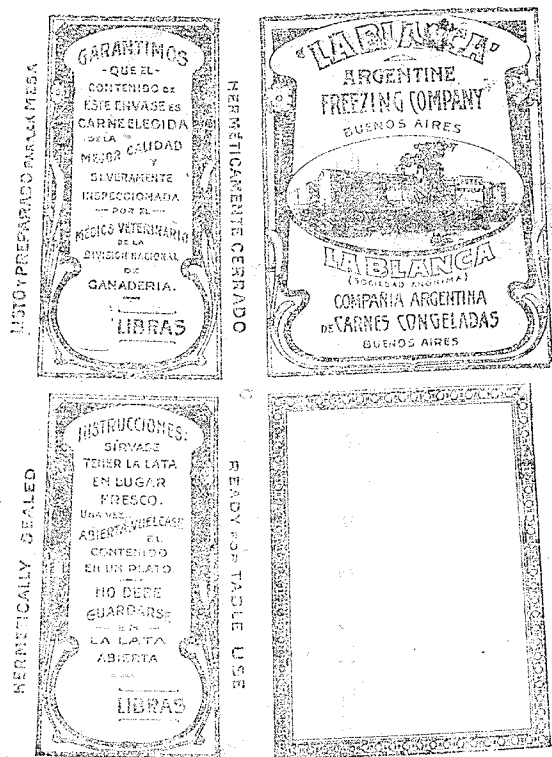 LISTO Y PREPARADO PARA LA MESA
GARANTIMOS
- QUE EL -
CONTENIDO DE
ESTE ENVASE ES
CARNE ELEGIDA
DE LA
MEJOR CALIDAD
Y
SEVERAMENTE
INSPECCIONADA
— POR EL —
MEDICO VETERINARIO
DE LA
DIVISION NACIONAL
DE
GANADERIA.
LIBRAS
HERMÉTICAMENTE CERRADO
"LA BLANCA"
ARGENTINE
FREEZING COMPANY
BUENOS AIRES
LA BLANCA
(SOCIEDAD ANONIMA)
COMPAÑIA ARGENTINA
DE CARNES CONGELADAS
BUENOS AIRES
HERMETICALLY SEALED
INSTRUCCIONES:
SÍRVASE
TENER LA LATA
EN LUGAR
FRESCO.
UNA VEZ
ABIERTA, VUELCASE
EL
CONTENIDO
EN UN PLATO.
NO DEBE
GUARDARSE
— EN —
LA LATA
ABIERTA
LIBRAS
READY FOR TABLE USE